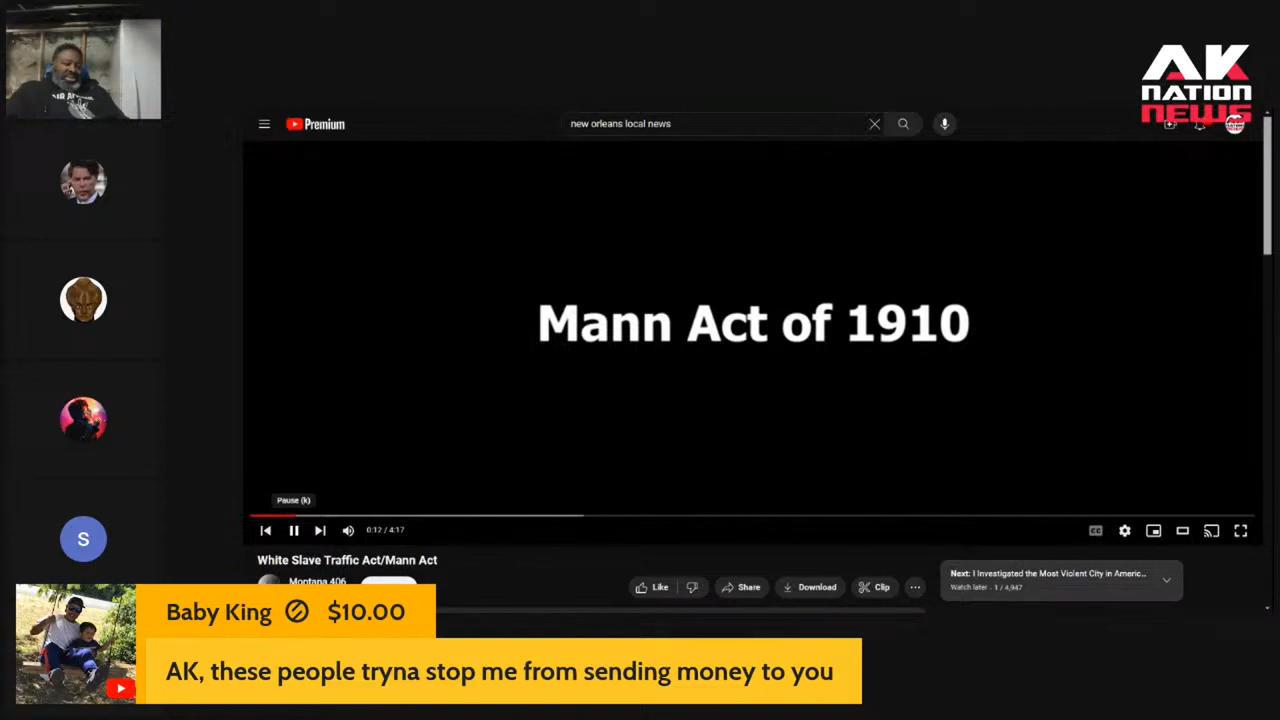 AK
NATION
NEWS
Premium
new orleans local news
Mann Act of 1910
Pause (k)
0:12 / 4:17
White Slave Traffic Act/Mann Act
Montana 406
Like
Share
Download
Clip
Next: I Investigated the Most Violent City in Americ...
Watch later · 1 / 4,947
S
Baby King $10.00
AK, these people tryna stop me from sending money to you